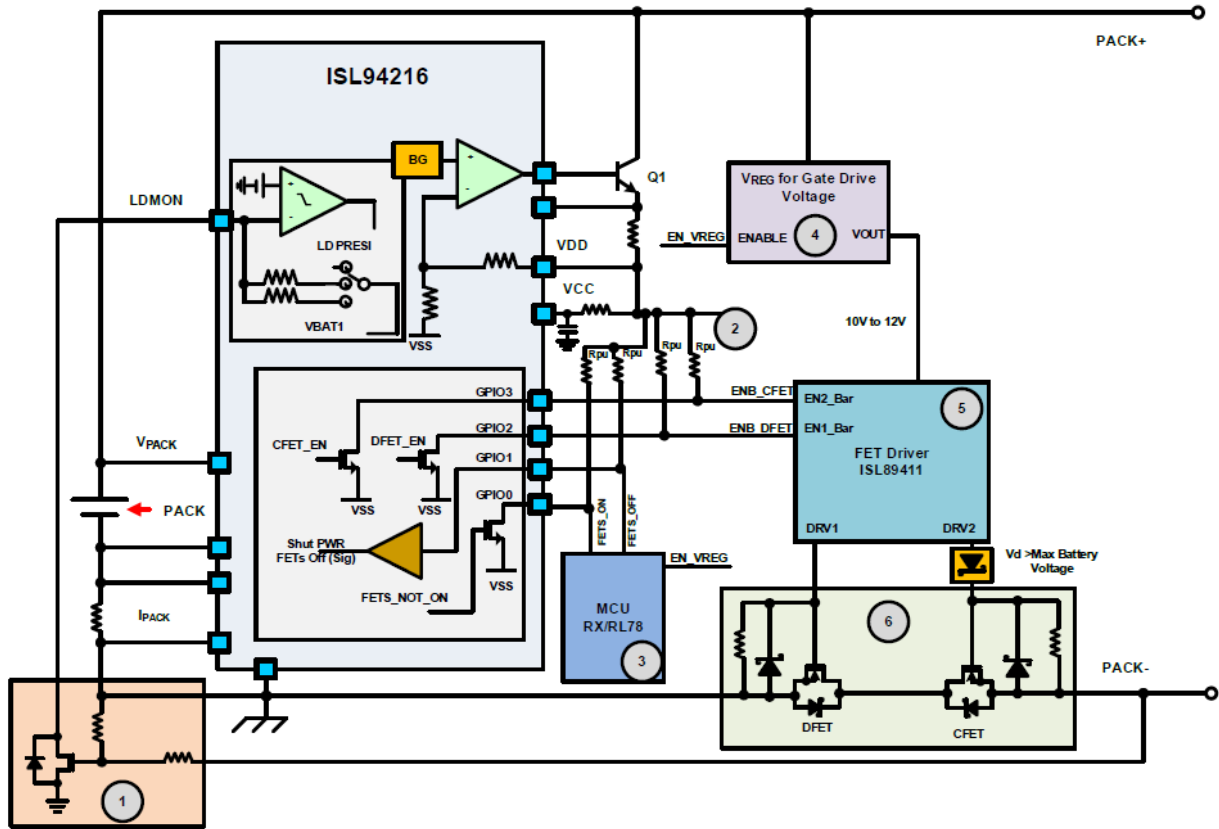 PACK+
ISL94216
BG
+
-
Q1
LDMON
+
-
LD PRESI
VBAT1
VDD
VCC
VSS
VREG for Gate Drive
Voltage
EN_VREG
ENABLE
4
VOUT
2
10V to 12V
Rpu
Rpu
Rpu
Rpu
GPIO3
ENB_CFET
EN2_Bar
5
GPIO2
ENB_DFET
EN1_Bar
CFET_EN
DFET_EN
GPIO1
FET Driver
ISL89411
VPACK
VSS
VSS
GPIO0
PACK
FETS_ON
FETS_OFF
DRV1
DRV2
Shut PWR
FETs Off (Sig)
VSS
EN_VREG
Vd >Max Battery
Voltage
FETS_NOT_ON
IPACK
MCU
RX/RL78
3
6
PACK-
DFET
CFET
1